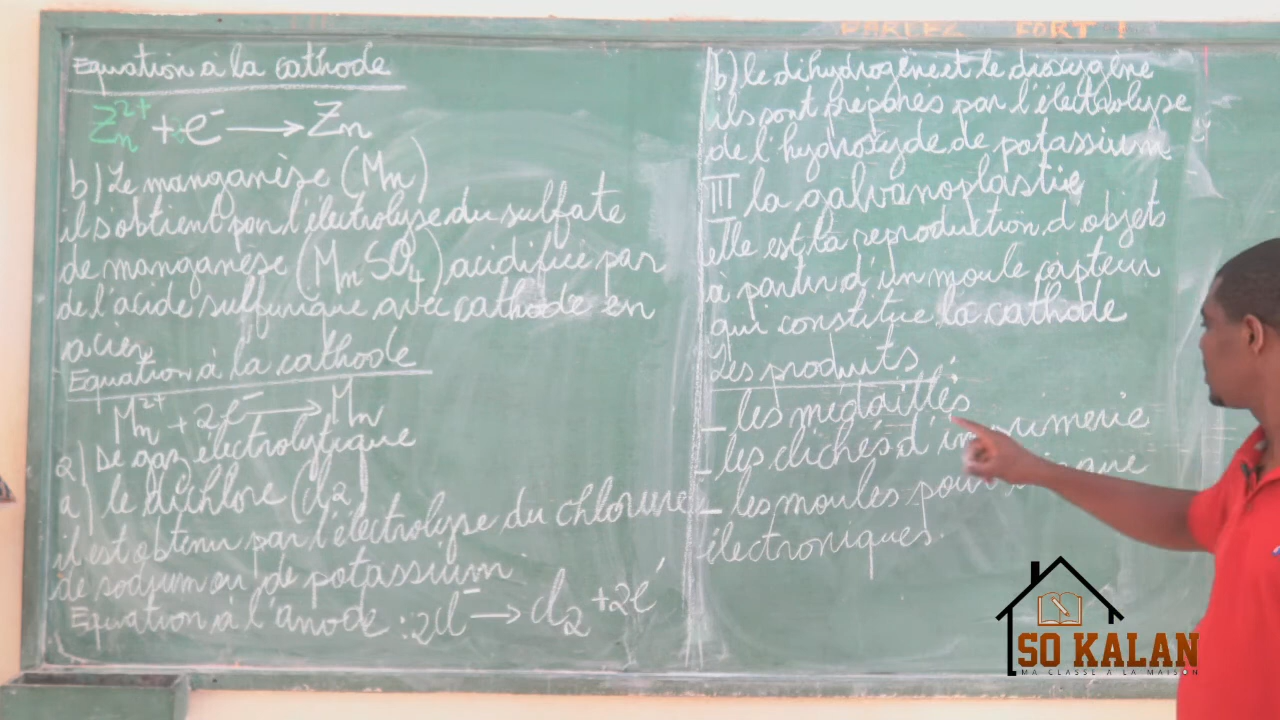 PARLEZ FORT !
Equation à la cathode
Zn²⁺ + 2e⁻ → Zn
b) Le manganèse (Mn)
il s'obtient par l'électrolyse du sulfate
de manganèse (MnSO₄) acidifiée par
de l'acide sulfurique avec cathode en
acier
Equation à la cathode
Mn²⁺ + 2e⁻ → Mn
2) De gaz électrolytique
a) le dichlore (cl2)
il est obtenu par l'électrolyse du chlorure
de sodium ou de potassium
Equation à l'anode : 2cl⁻ → cl₂ + 2e⁻
b) le dihydrogène et le dioxygène
ils sont préparés par l'électrolyse
de l'hydroxyde de potassium
III la galvanoplastie
elle est la reproduction d'objets
à partir d'un moule capteur
qui constitue la cathode
Les produits :
_ les médailles
_ les clichés d'imprimerie
_ les moules pour
électroniques.
SO KALAN
MA CLASSE A LA MAISON